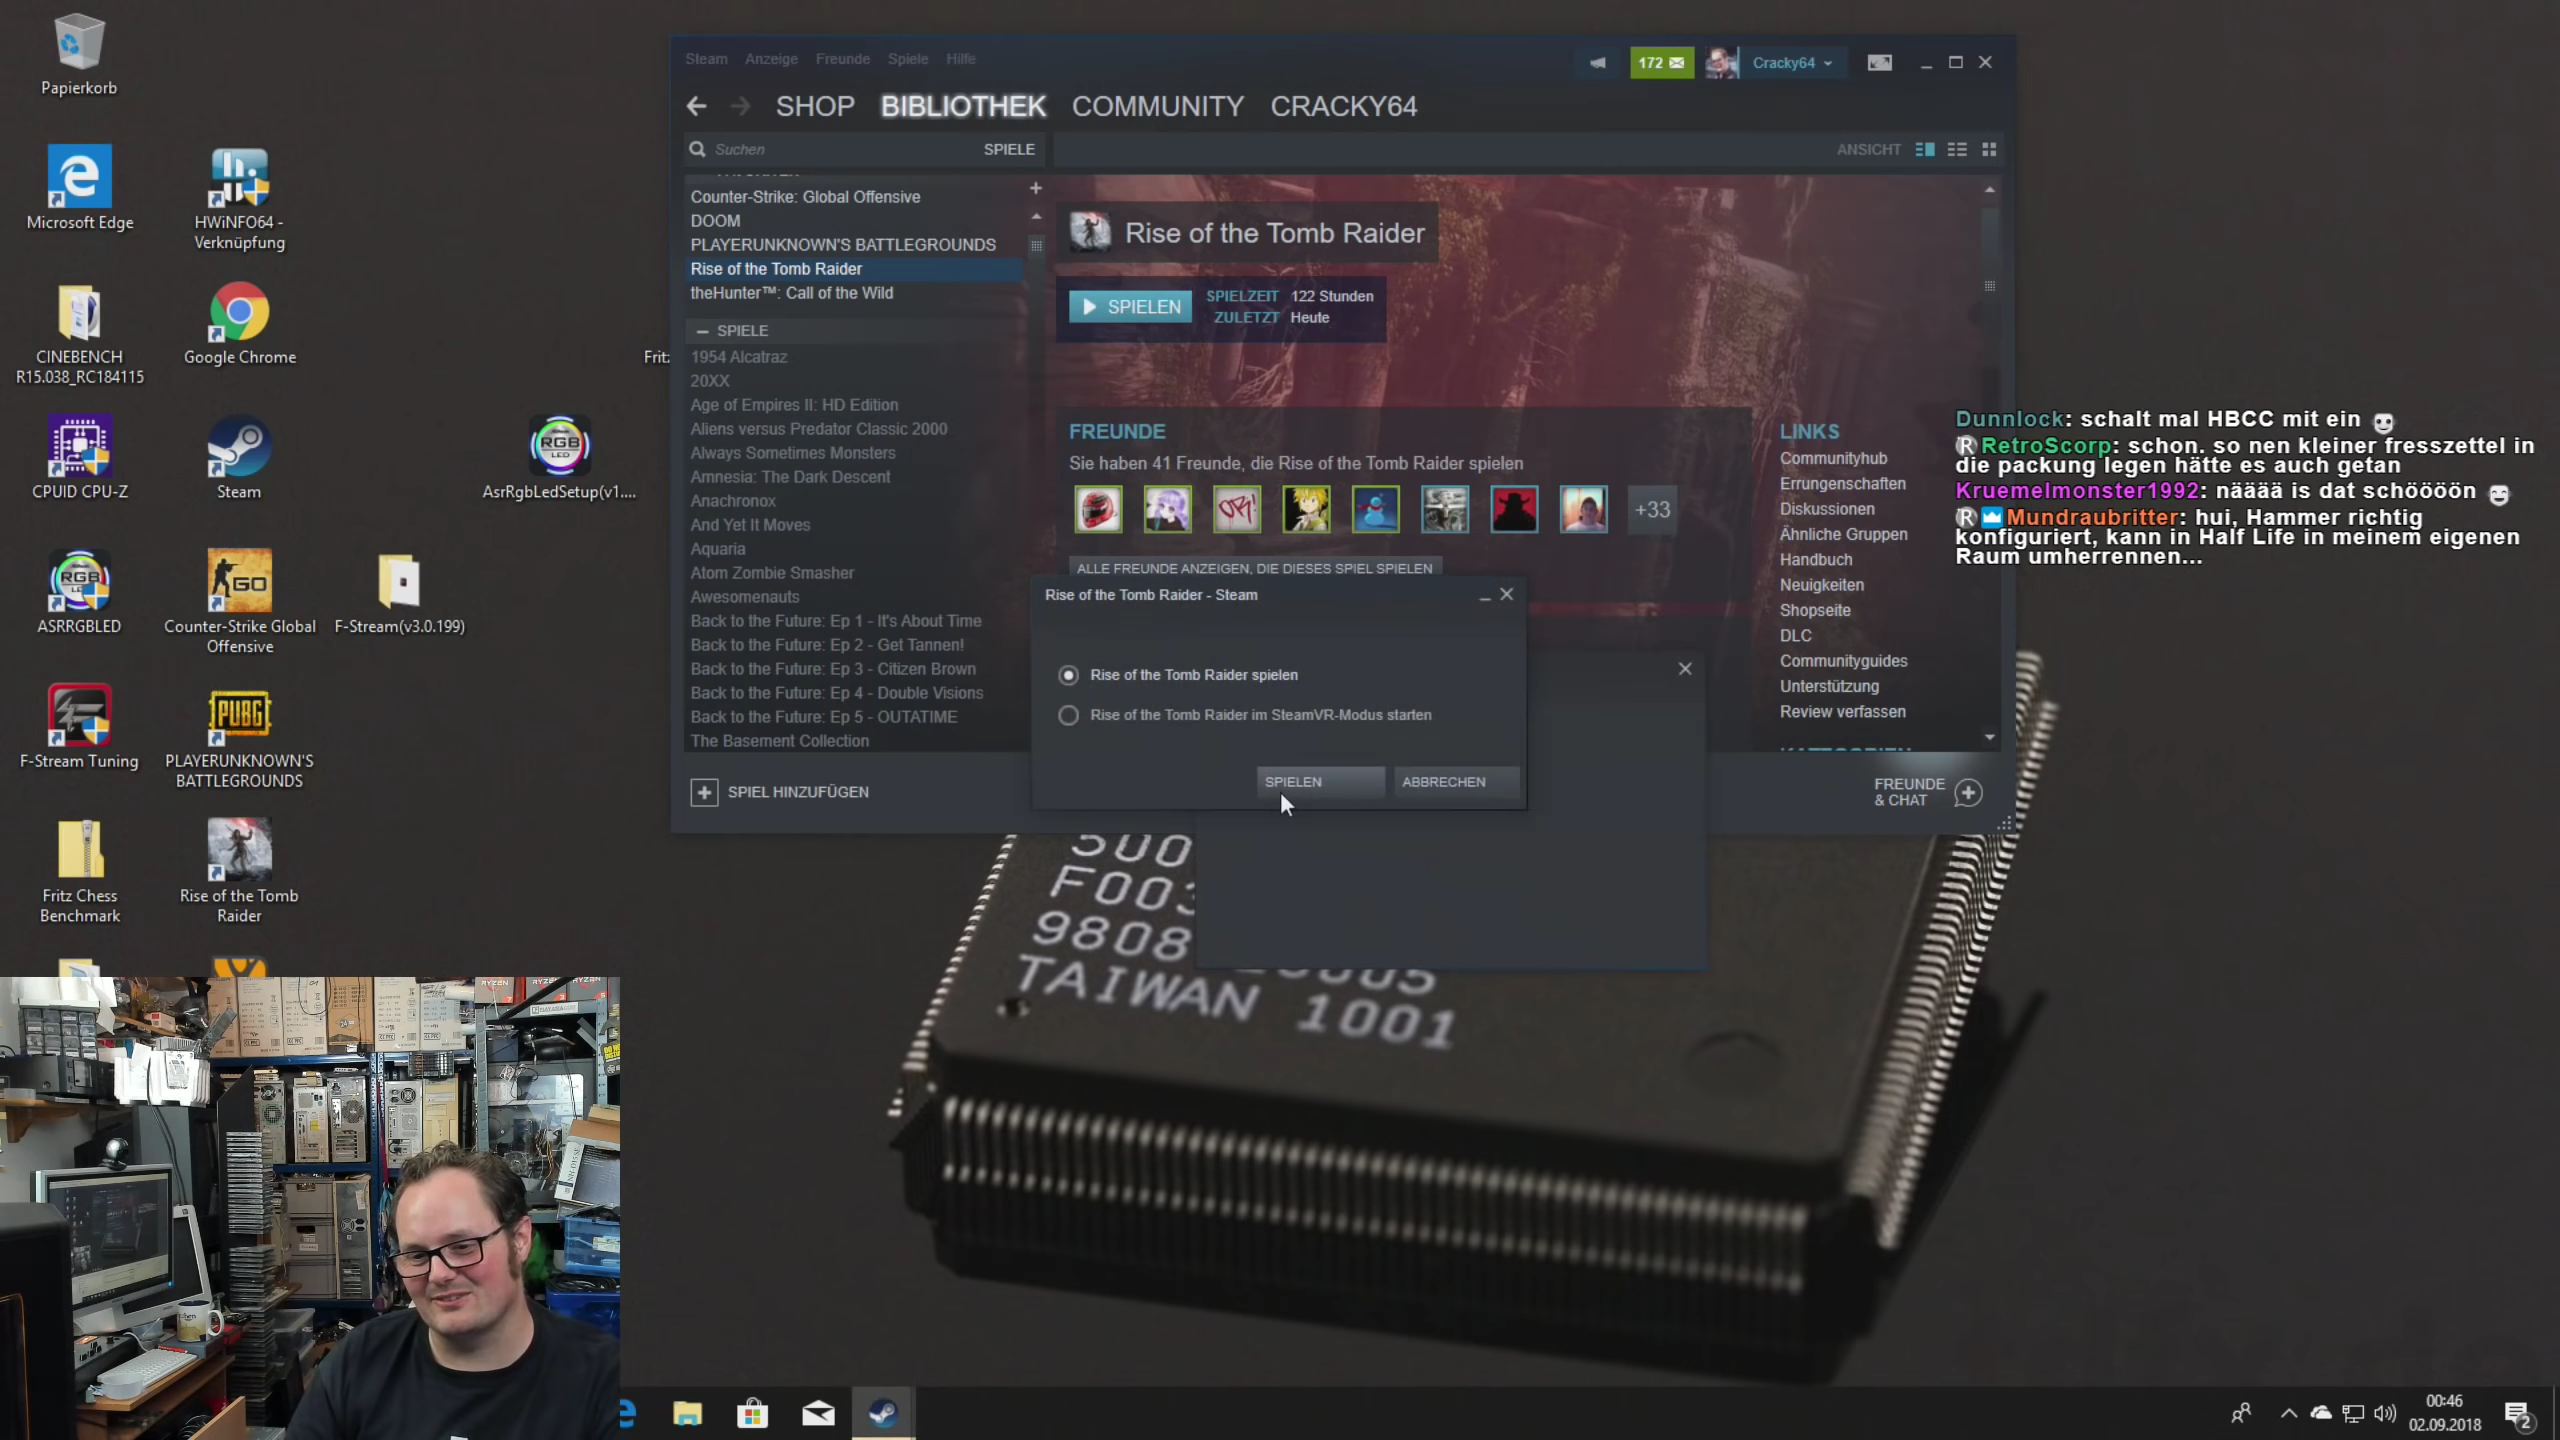 Papierkorb
Microsoft Edge
HWiNFO64 -
Verknüpfung
CINEBENCH
R15.038_RC184115
Google Chrome
Fritz
CPUID CPU-Z
Steam
AsrRgbLedSetup(v1....
RGB
LED
ASRRGBLED
Counter-Strike Global
Offensive
F-Stream(v3.0.199)
GO
F-Stream Tuning
PUBG
PLAYERUNKNOWN'S
BATTLEGROUNDS
Fritz Chess
Benchmark
Rise of the Tomb
Raider
Steam Anzeige Freunde Spiele Hilfe
172
Cracky64
SHOP BIBLIOTHEK COMMUNITY CRACKY64
Suchen
SPIELE
ANSICHT
Counter-Strike: Global Offensive
DOOM
PLAYERUNKNOWN'S BATTLEGROUNDS
Rise of the Tomb Raider
theHunter™: Call of the Wild
SPIELE
1954 Alcatraz
20XX
Age of Empires II: HD Edition
Aliens versus Predator Classic 2000
Always Sometimes Monsters
Amnesia: The Dark Descent
Anachronox
And Yet It Moves
Aquaria
Atom Zombie Smasher
Awesomenauts
Back to the Future: Ep 1 - It's About Time
Back to the Future: Ep 2 - Get Tannen!
Back to the Future: Ep 3 - Citizen Brown
Back to the Future: Ep 4 - Double Visions
Back to the Future: Ep 5 - OUTATIME
The Basement Collection
SPIEL HINZUFÜGEN
Rise of the Tomb Raider
SPIELEN
SPIELZEIT 122 Stunden
ZULETZT Heute
FREUNDE
Sie haben 41 Freunde, die Rise of the Tomb Raider spielen
+33
ALLE FREUNDE ANZEIGEN, DIE DIESES SPIEL SPIELEN
LINKS
Communityhub
Errungenschaften
Diskussionen
Ähnliche Gruppen
Handbuch
Neuigkeiten
Shopseite
DLC
Communityguides
Unterstützung
Review verfassen
KATEGORIEN
FREUNDE
& CHAT
Rise of the Tomb Raider - Steam
Rise of the Tomb Raider spielen
Rise of the Tomb Raider im SteamVR-Modus starten
SPIELEN
ABBRECHEN
Dunnlock: schalt mal HBCC mit ein
RetroScorp: schon. so nen kleiner fresszettel in
die packung legen hätte es auch getan
Kruemelmonster1992: nääää is dat schöööön
Mundraubritter: hui, Hammer richtig
konfiguriert, kann in Half Life in meinem eigenen
Raum umherrennen...
500
F003
9808
TAIWAN 1001
00:46
02.09.2018
2